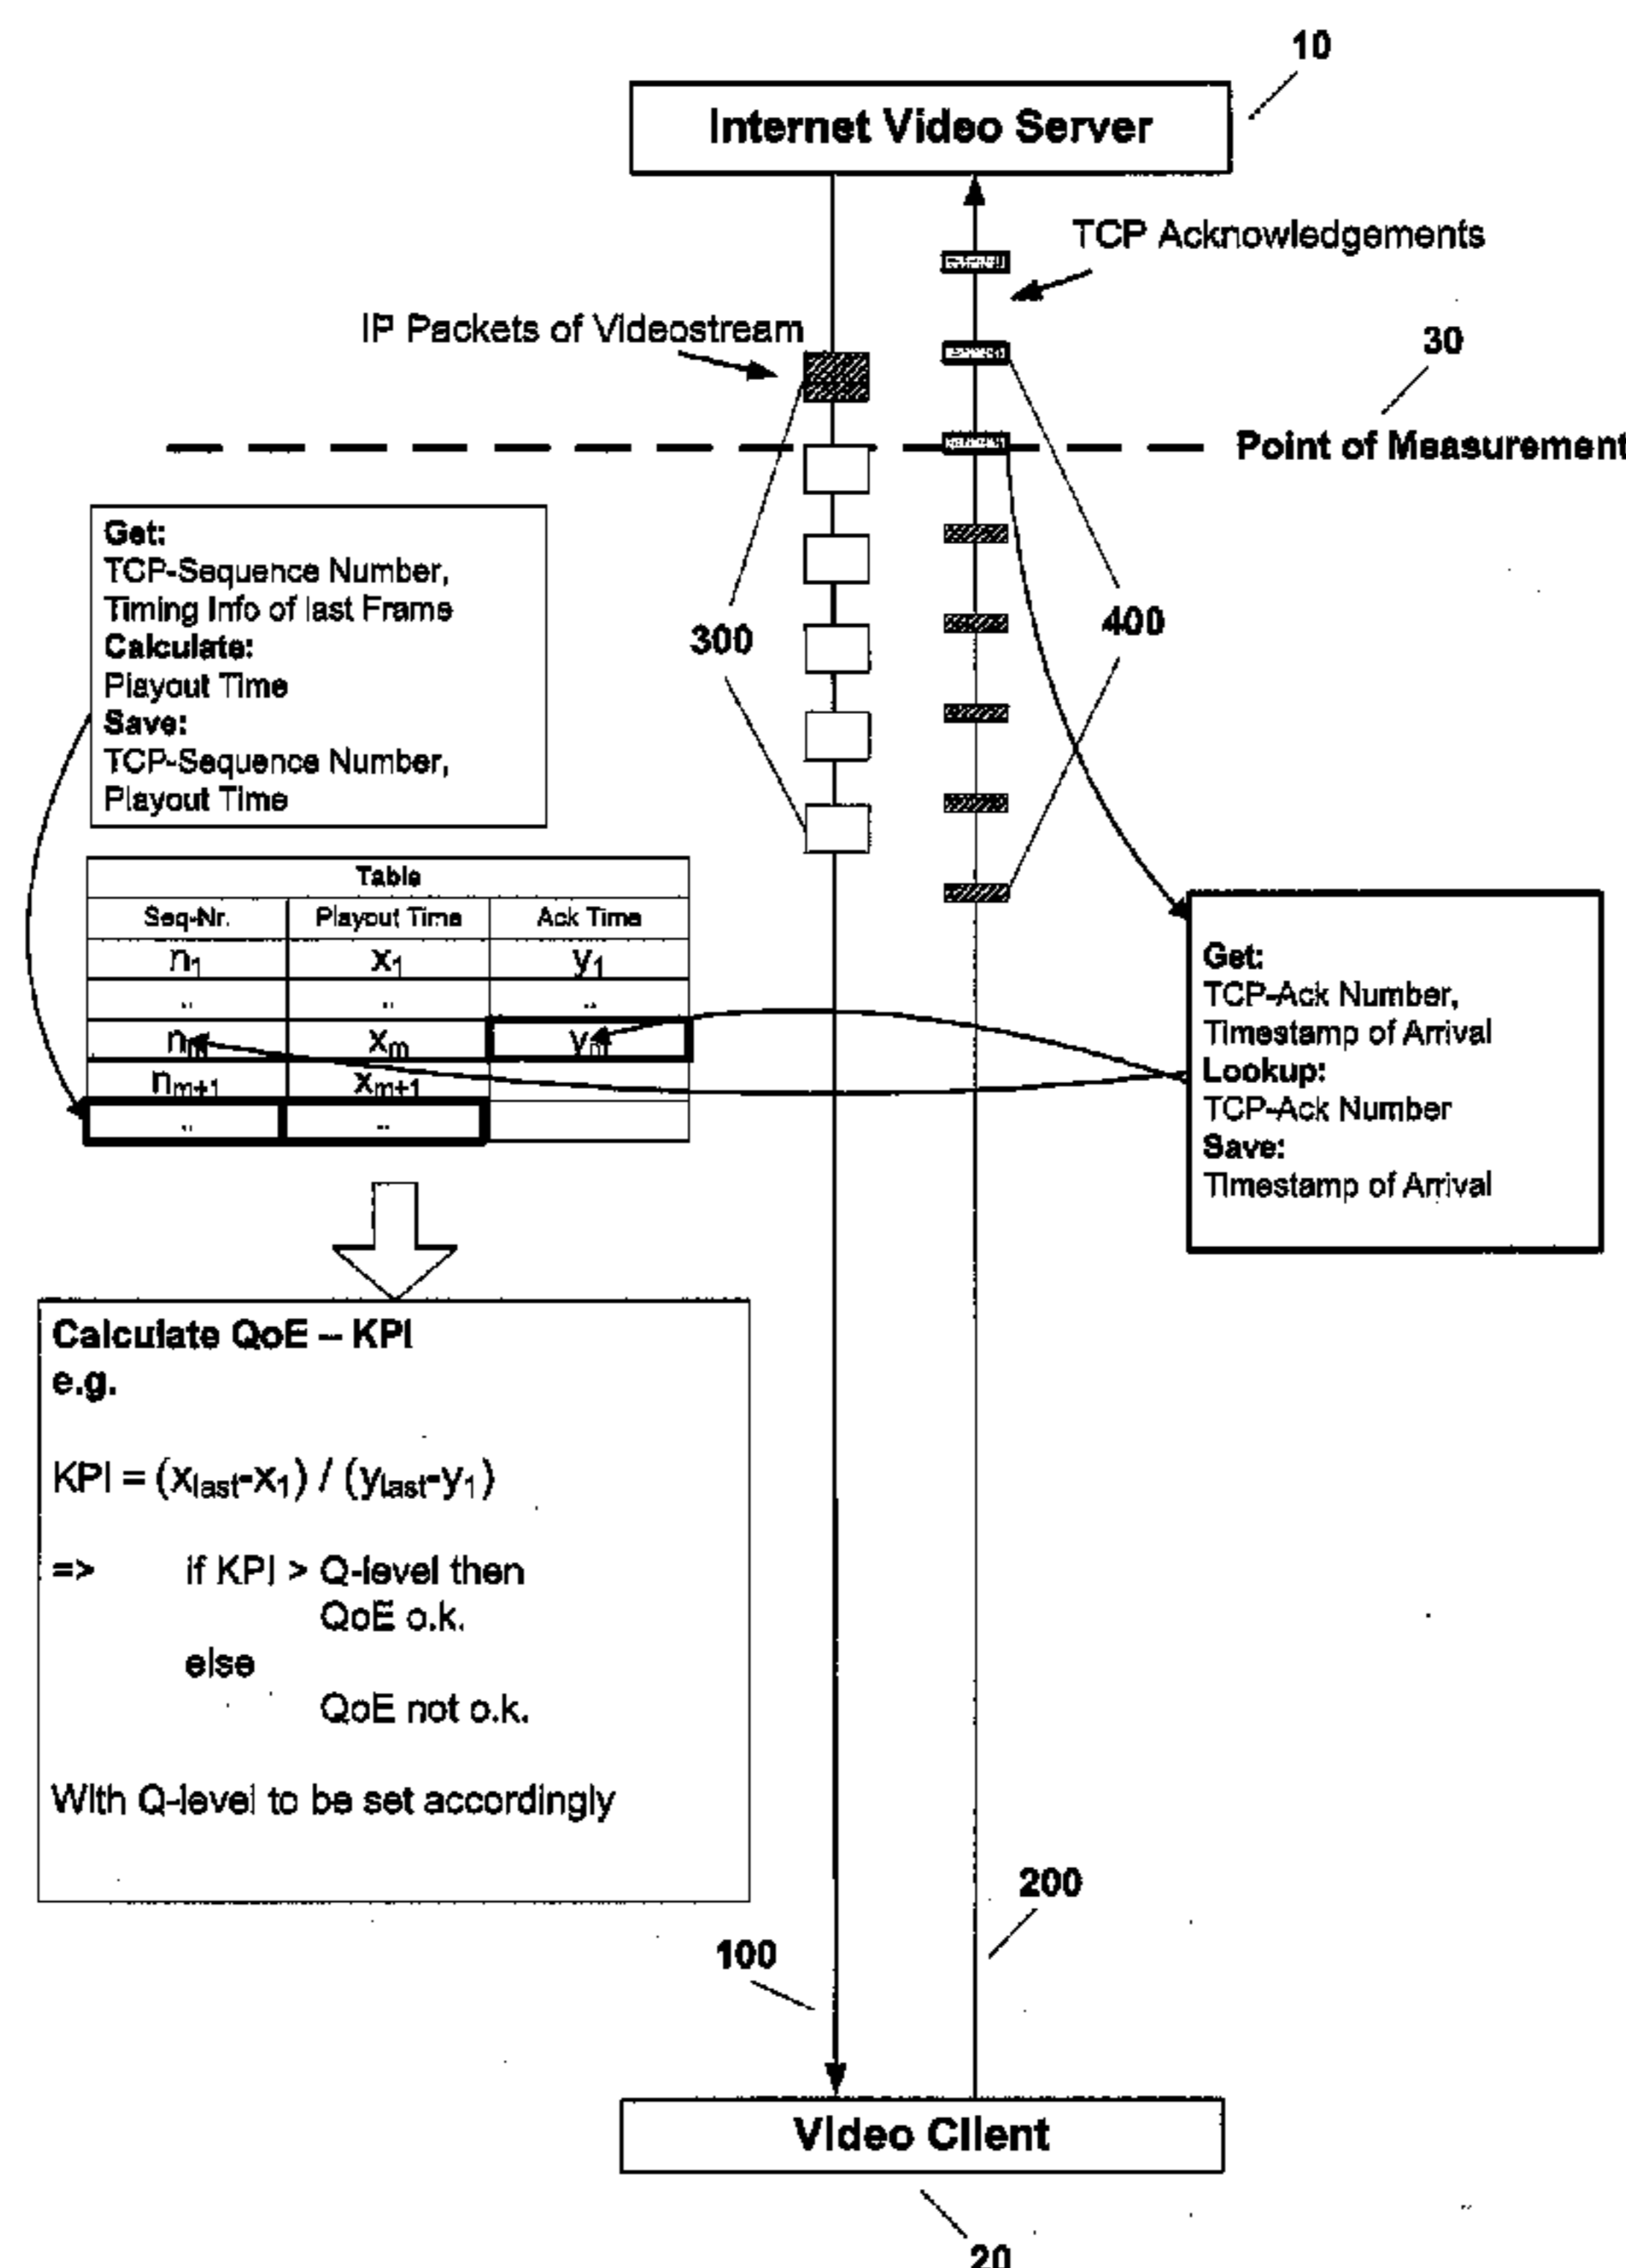 10
Internet Video Server
TCP Acknowledgements
IP Packets of Videostream
30
Point of Measurement
Get:
TCP-Sequence Number,
Timing Info of last Frame
Calculate:
Playout Time
Save:
TCP-Sequence Number,
Playout Time
300
400
Table
Seq-Nr. Playout Time Ack Time
n1 x1 y1
.. .. ..
nm xm ym
nm+1 xm+1
.. ..
Get:
TCP-Ack Number,
Timestamp of Arrival
Lookup:
TCP-Ack Number
Save:
Timestamp of Arrival
Calculate QoE – KPI
e.g.
KPI = (xlast-x1) / (ylast-y1)
=> if KPI > Q-level then
QoE o.k.
else
QoE not o.k.
With Q-level to be set accordingly
200
100
Video Client
20